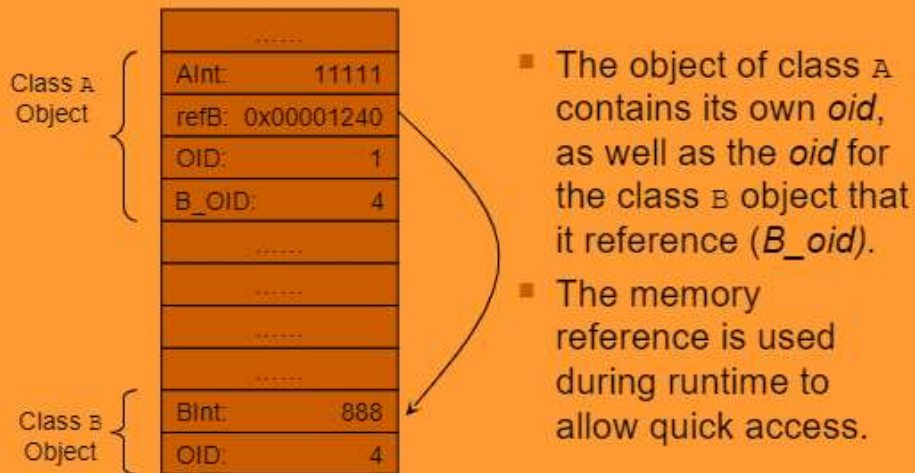 ......
Class A
Object
AInt: 11111
refB: 0x00001240
OID: 1
B_OID: 4
......
......
......
......
Class B
Object
BInt: 888
OID: 4
▪ The object of class A
contains its own oid,
as well as the oid for
the class B object that
it reference (B_oid).
▪ The memory
reference is used
during runtime to
allow quick access.